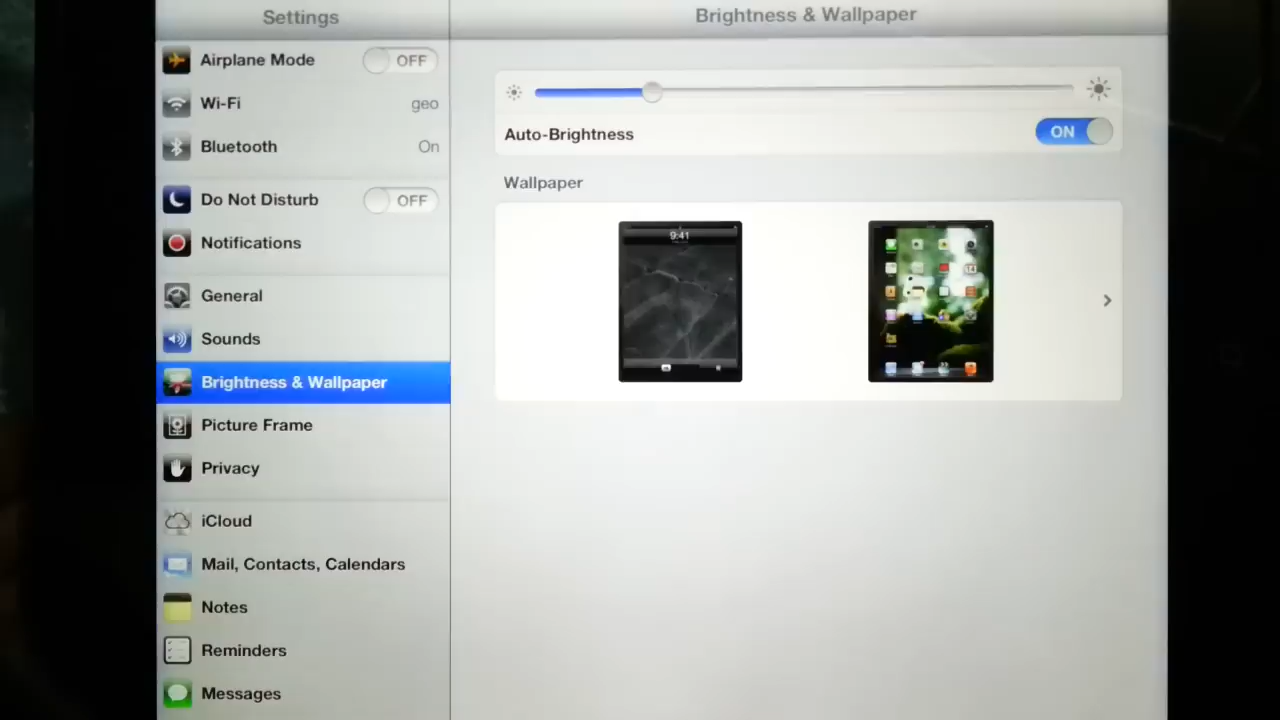 Settings
Airplane Mode OFF
Wi-Fi geo
Bluetooth On
Do Not Disturb OFF
Notifications
General
Sounds
Brightness & Wallpaper
Picture Frame
Privacy
iCloud
Mail, Contacts, Calendars
Notes
Reminders
Messages
Brightness & Wallpaper
Auto-Brightness ON
Wallpaper
9:41
14